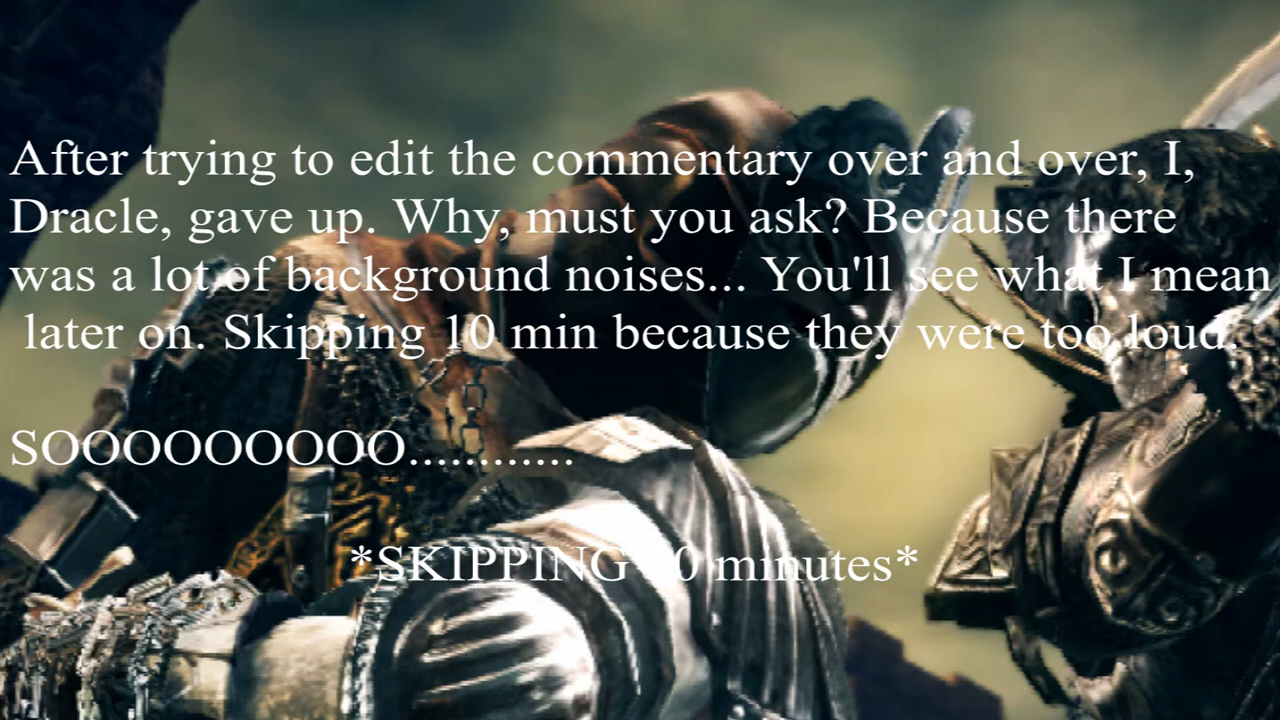 After trying to edit the commentary over and over, I,
Dracle, gave up. Why, must you ask? Because there
was a lot of background noises... You'll see what I mean
later on. Skipping 10 min because they were too loud.
SOOOOOOOOO............
*SKIPPING 10 minutes*